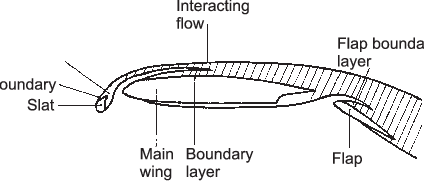 Interacting
flow
Flap bounda
layer
oundary
Slat
Main
wing
Boundary
layer
Flap